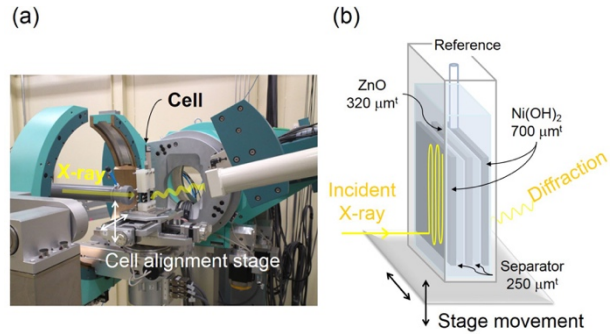 (a)
Cell
X-ray
Cell alignment stage
(b)
Reference
ZnO
320 μmᵗ
Ni(OH)₂
700 μmᵗ
Incident
X-ray
Diffraction
Separator
250 μmᵗ
Stage movement